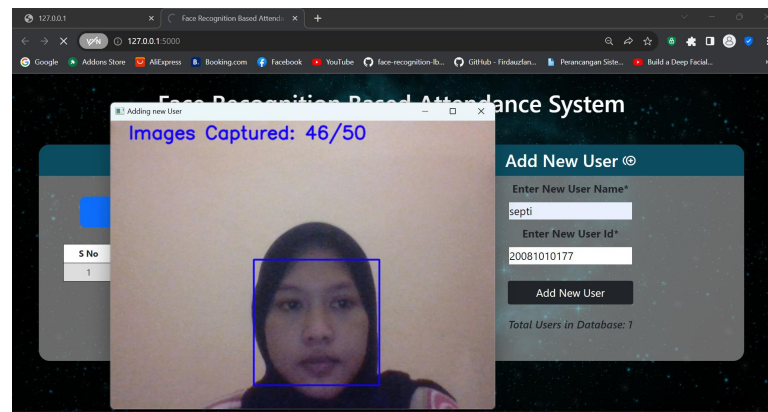 127.0.0.1
Face Recognition Based Attenda
VPN
127.0.0.1:5000
Google
Addons Store
AliExpress
Booking.com
Facebook
YouTube
face-recognition-lb...
GitHub - Firdauzfan...
Perancangan Siste...
Build a Deep Facial...
Face Recognition Based Attendance System
Adding new User
Images Captured: 46/50
Add New User
Enter New User Name*
septi
Enter New User Id*
20081010177
Add New User
Total Users in Database: 1
S No
1